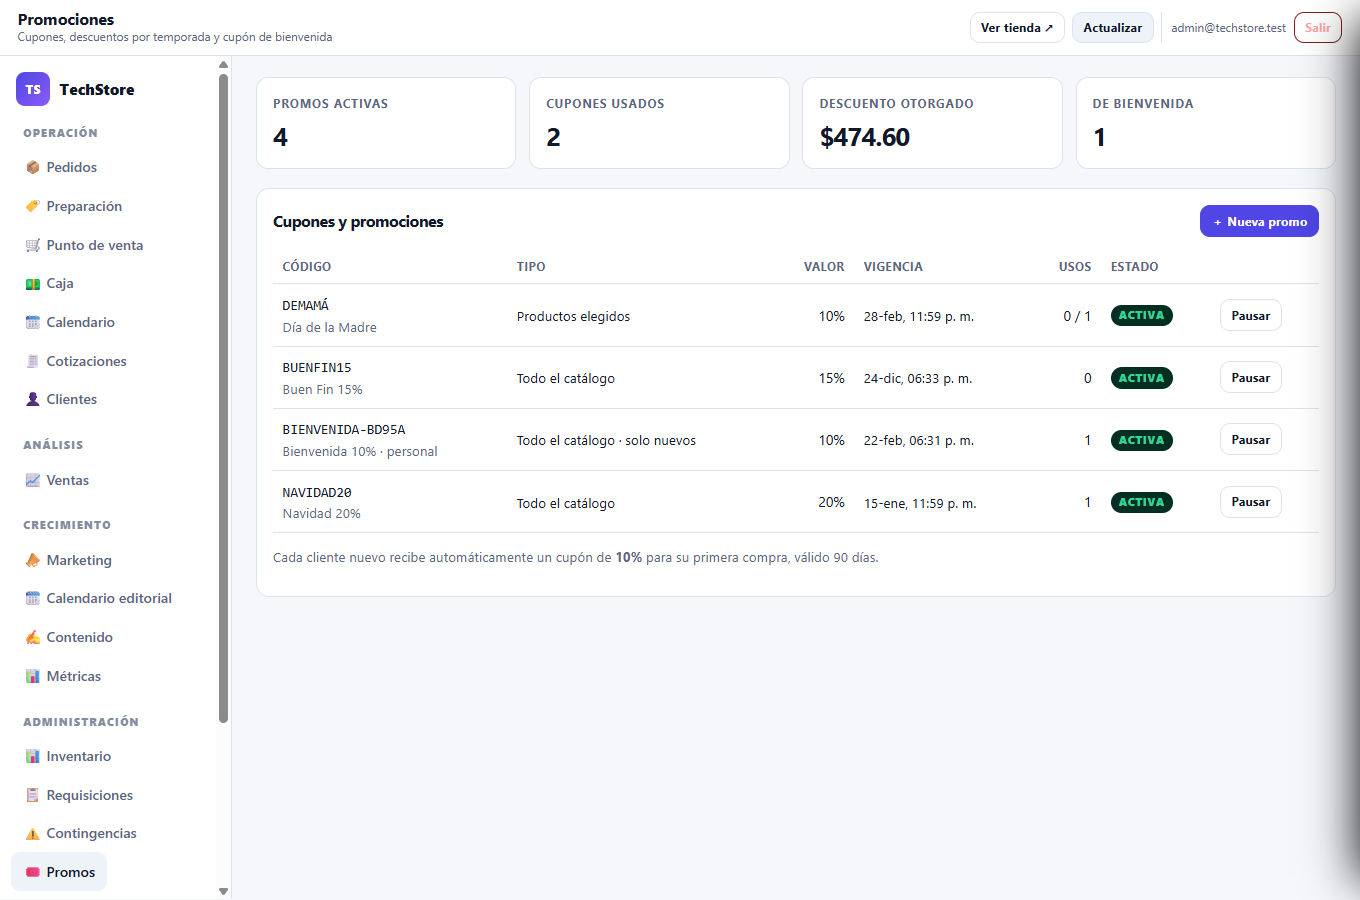 Promociones
Cupones, descuentos por temporada y cupón de bienvenida
Ver tienda ↗
Actualizar
admin@techstore.test
Salir
TS
TechStore
OPERACIÓN
Pedidos
Preparación
Punto de venta
Caja
Calendario
Cotizaciones
Clientes
ANÁLISIS
Ventas
CRECIMIENTO
Marketing
Calendario editorial
Contenido
Métricas
ADMINISTRACIÓN
Inventario
Requisiciones
Contingencias
Promos
PROMOS ACTIVAS
4
CUPONES USADOS
2
DESCUENTO OTORGADO
$474.60
DE BIENVENIDA
1
Cupones y promociones
+ Nueva promo
CÓDIGO TIPO VALOR VIGENCIA USOS ESTADO
DEMAMÁ
Día de la Madre
Productos elegidos 10% 28-feb, 11:59 p. m. 0 / 1 ACTIVA Pausar
BUENFIN15
Buen Fin 15%
Todo el catálogo 15% 24-dic, 06:33 p. m. 0 ACTIVA Pausar
BIENVENIDA-BD95A
Bienvenida 10% · personal
Todo el catálogo · solo nuevos 10% 22-feb, 06:31 p. m. 1 ACTIVA Pausar
NAVIDAD20
Navidad 20%
Todo el catálogo 20% 15-ene, 11:59 p. m. 1 ACTIVA Pausar
Cada cliente nuevo recibe automáticamente un cupón de 10% para su primera compra, válido 90 días.